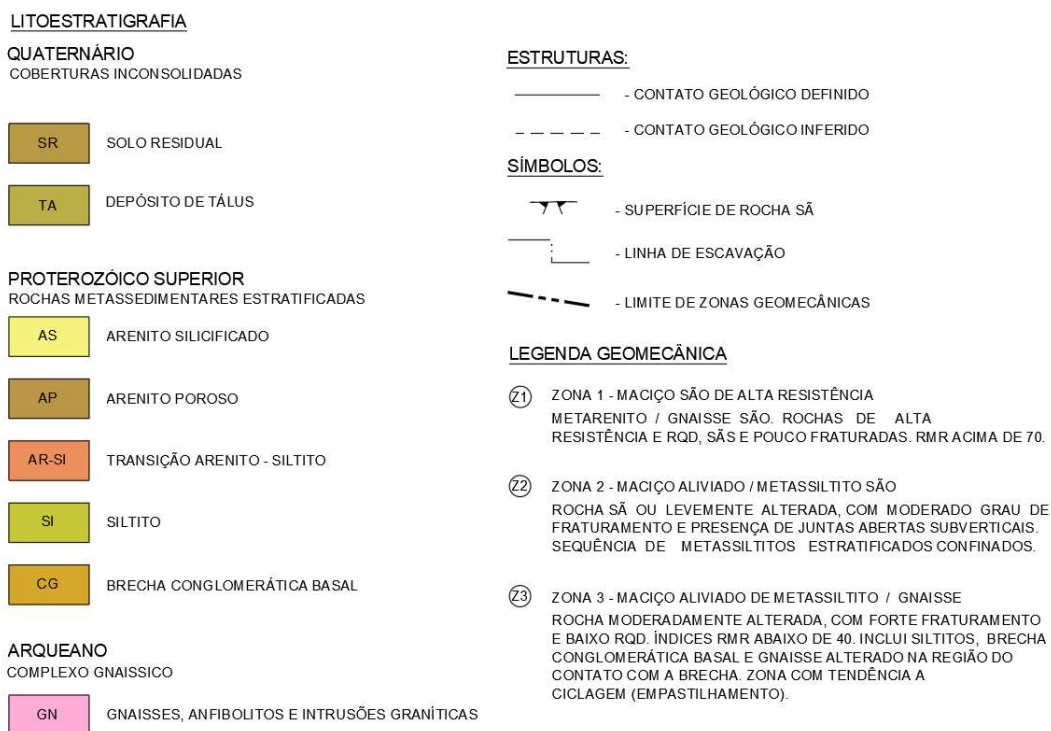 LITOESTRATIGRAFIA
QUATERNÁRIO
COBERTURAS INCONSOLIDADAS
SR SOLO RESIDUAL
TA DEPÓSITO DE TÁLUS
PROTEROZÓICO SUPERIOR
ROCHAS METASSEDIMENTARES ESTRATIFICADAS
AS ARENITO SILICIFICADO
AP ARENITO POROSO
AR-SI TRANSIÇÃO ARENITO - SILTITO
SI SILTITO
CG BRECHA CONGLOMERÁTICA BASAL
ARQUEANO
COMPLEXO GNAISSICO
GN GNAISSES, ANFIBOLITOS E INTRUSÕES GRANÍTICAS
ESTRUTURAS:
- CONTATO GEOLÓGICO DEFINIDO
- CONTATO GEOLÓGICO INFERIDO
SÍMBOLOS:
- SUPERFÍCIE DE ROCHA SÃ
- LINHA DE ESCAVAÇÃO
- LIMITE DE ZONAS GEOMECÂNICAS
LEGENDA GEOMECÂNICA
Z1 ZONA 1 - MACIÇO SÃO DE ALTA RESISTÊNCIA
METARENITO / GNAISSE SÃO. ROCHAS DE ALTA
RESISTÊNCIA E RQD, SÃS E POUCO FRATURADAS. RMR ACIMA DE 70.
Z2 ZONA 2 - MACIÇO ALIVIADO / METASSILTITO SÃO
ROCHA SÃ OU LEVEMENTE ALTERADA, COM MODERADO GRAU DE
FRATURAMENTO E PRESENÇA DE JUNTAS ABERTAS SUBVERTICAIS.
SEQUÊNCIA DE METASSILTITOS ESTRATIFICADOS CONFINADOS.
Z3 ZONA 3 - MACIÇO ALIVIADO DE METASSILTITO / GNAISSE
ROCHA MODERADAMENTE ALTERADA, COM FORTE FRATURAMENTO
E BAIXO RQD. ÍNDICES RMR ABAIXO DE 40. INCLUI SILTITOS, BRECHA
CONGLOMERÁTICA BASAL E GNAISSE ALTERADO NA REGIÃO DO
CONTATO COM A BRECHA. ZONA COM TENDÊNCIA A
CICLAGEM (EMPASTILHAMENTO).